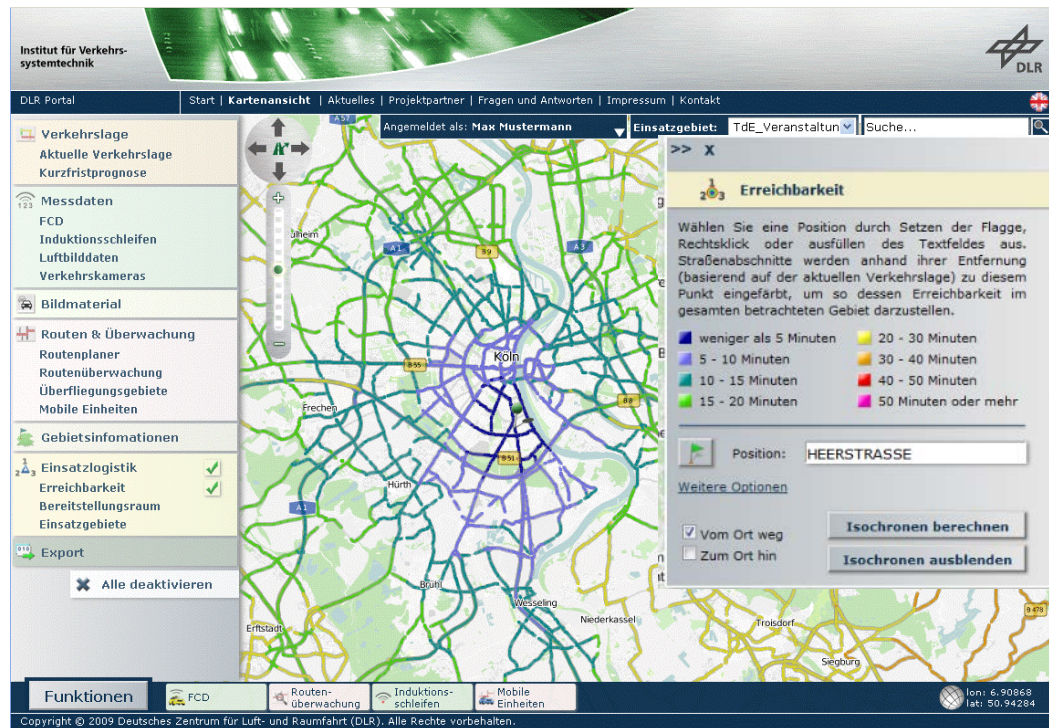 Institut für Verkehrs-
systemtechnik
DLR
DLR Portal
Start | Kartenansicht | Aktuelles | Projektpartner | Fragen und Antworten | Impressum | Kontakt
Angemeldet als: Max Mustermann
Einsatzgebiet: TdE_Veranstaltun
Suche...
Verkehrslage
Aktuelle Verkehrslage
Kurzfristprognose
Messdaten
FCD
Induktionsschleifen
Luftbilddaten
Verkehrskameras
Bildmaterial
Routen & Überwachung
Routenplaner
Routenüberwachung
Überfliegungsgebiete
Mobile Einheiten
Gebietsinfomationen
Einsatzlogistik
Erreichbarkeit
Bereitstellungsraum
Einsatzgebiete
Export
Alle deaktivieren
A57
A1
B9
A3
Köln
B55
Frechen
B8
B51
Hürth
A1
Brühl
Wesseling
Niederkassel
Erftstadt
Troisdorf
Siegburg
B478
>> X
Erreichbarkeit
Wählen Sie eine Position durch Setzen der Flagge,
Rechtsklick oder ausfüllen des Textfeldes aus.
Straßenabschnitte werden anhand ihrer Entfernung
(basierend auf der aktuellen Verkehrslage) zu diesem
Punkt eingefärbt, um so dessen Erreichbarkeit im
gesamten betrachteten Gebiet darzustellen.
weniger als 5 Minuten
20 - 30 Minuten
5 - 10 Minuten
30 - 40 Minuten
10 - 15 Minuten
40 - 50 Minuten
15 - 20 Minuten
50 Minuten oder mehr
Position: HEERSTRASSE
Weitere Optionen
Vom Ort weg
Zum Ort hin
Isochronen berechnen
Isochronen ausblenden
Funktionen
FCD
Routen-
überwachung
Induktions-
schleifen
Mobile
Einheiten
lon: 6.90868
lat: 50.94284
Copyright © 2009 Deutsches Zentrum für Luft- und Raumfahrt (DLR). Alle Rechte vorbehalten.